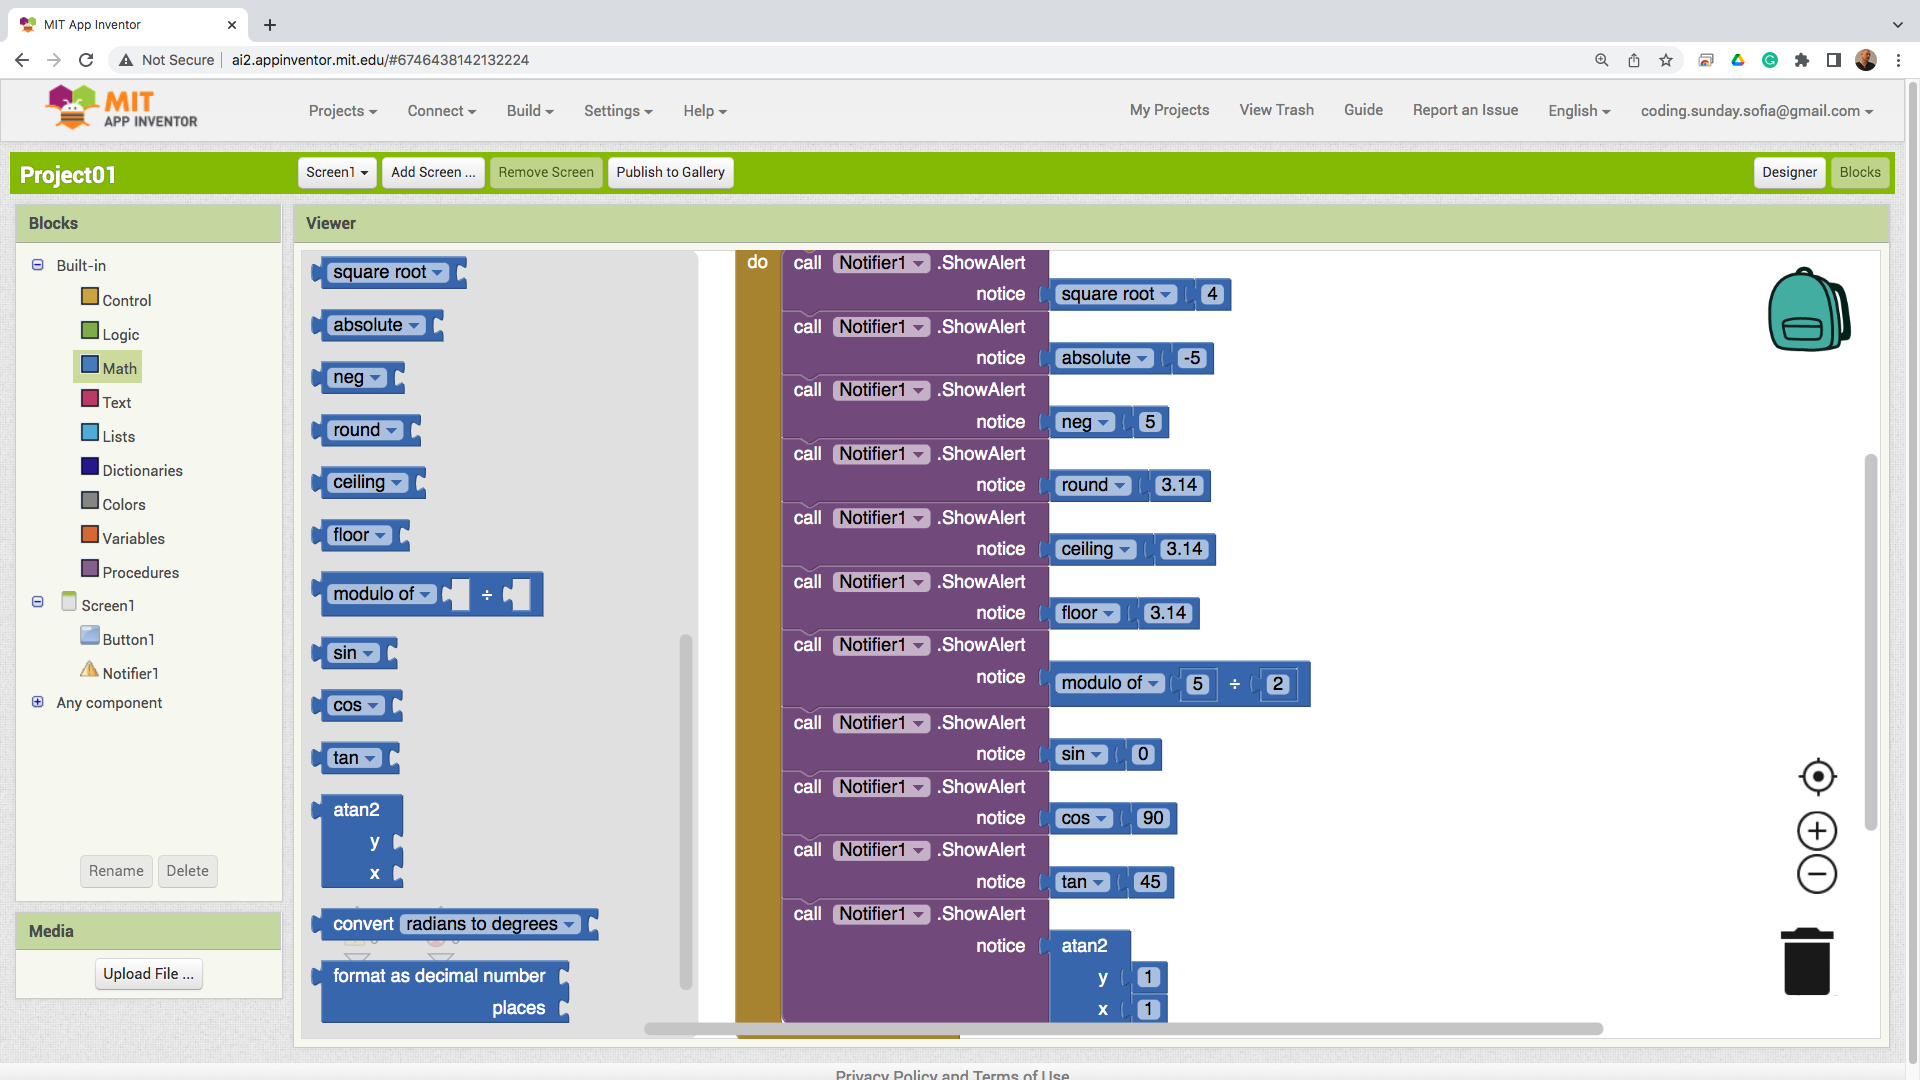 MIT App Inventor
Not Secure
ai2.appinventor.mit.edu/#6746438142132224
MIT
APP INVENTOR
Projects
Connect
Build
Settings
Help
My Projects
View Trash
Guide
Report an Issue
English
coding.sunday.sofia@gmail.com
Project01
Screen1
Add Screen ...
Remove Screen
Publish to Gallery
Designer
Blocks
Blocks
Built-in
Control
Logic
Math
Text
Lists
Dictionaries
Colors
Variables
Procedures
Screen1
Button1
Notifier1
Any component
Rename
Delete
Media
Upload File ...
Viewer
square root
absolute
neg
round
ceiling
floor
modulo of ÷
sin
cos
tan
atan2
y
x
convert radians to degrees
format as decimal number
places
do
call Notifier1 .ShowAlert
notice square root 4
call Notifier1 .ShowAlert
notice absolute -5
call Notifier1 .ShowAlert
notice neg 5
call Notifier1 .ShowAlert
notice round 3.14
call Notifier1 .ShowAlert
notice ceiling 3.14
call Notifier1 .ShowAlert
notice floor 3.14
call Notifier1 .ShowAlert
notice modulo of 5 ÷ 2
call Notifier1 .ShowAlert
notice sin 0
call Notifier1 .ShowAlert
notice cos 90
call Notifier1 .ShowAlert
notice tan 45
call Notifier1 .ShowAlert
notice atan2
y 1
x 1
Privacy Policy and Terms of Use